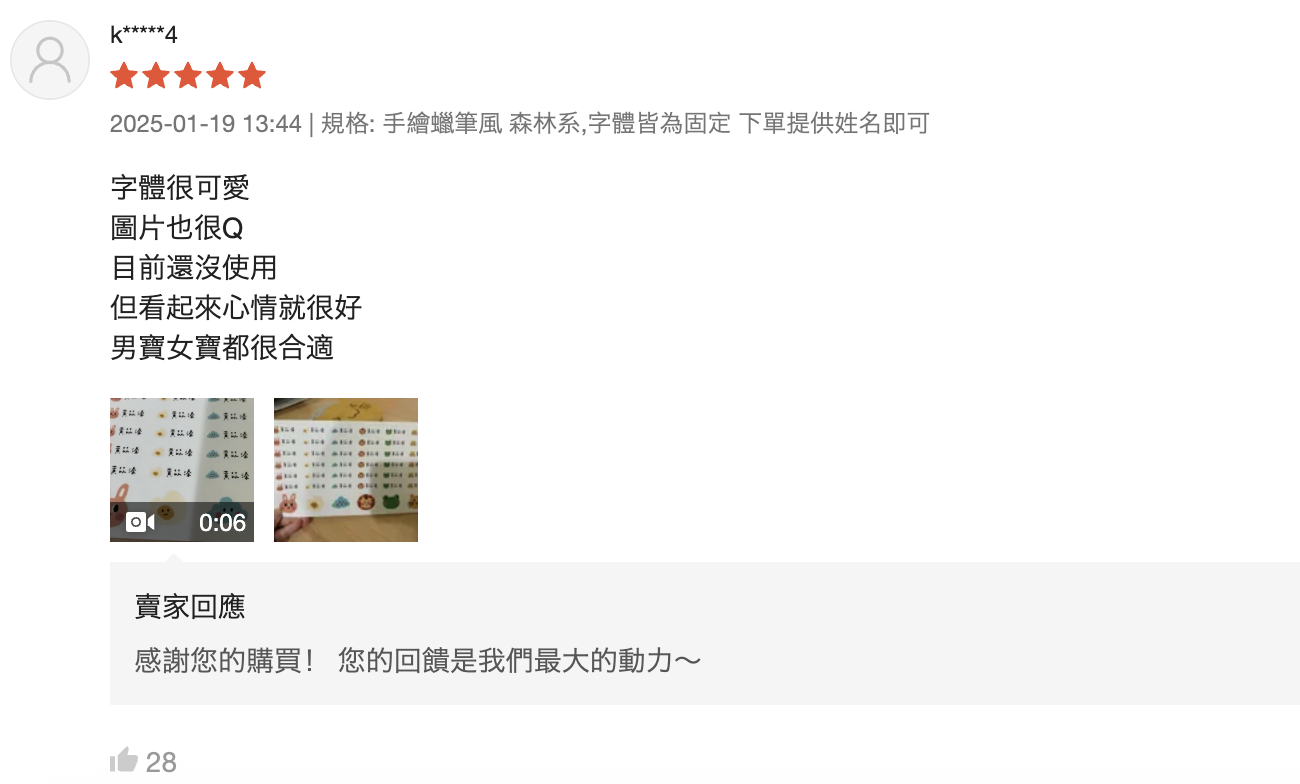 k*****4
2025-01-19 13:44 | 規格: 手繪蠟筆風 森林系,字體皆為固定 下單提供姓名即可
字體很可愛
圖片也很Q
目前還沒使用
但看起來心情就很好
男寶女寶都很合適
0:06
賣家回應
感謝您的購買！ 您的回饋是我們最大的動力～
28